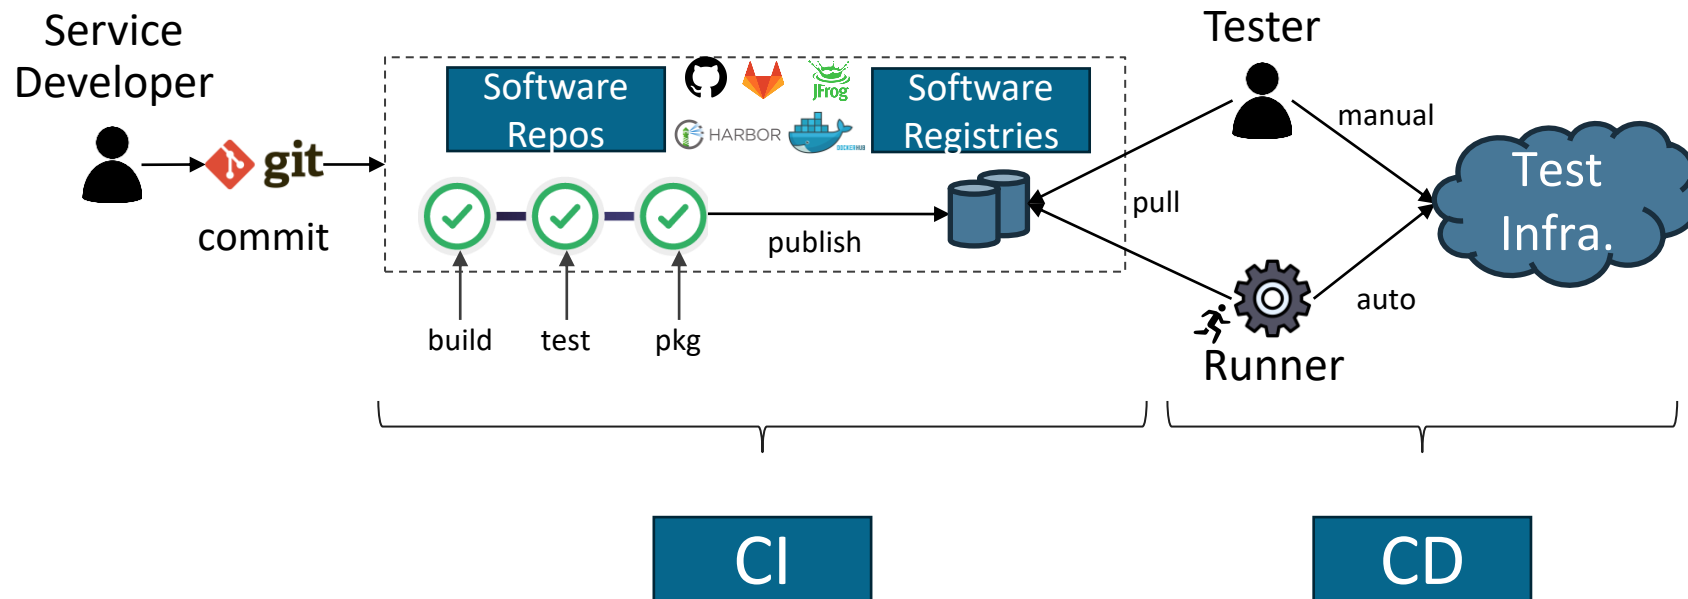 Service
Developer
git
commit
Software
Repos
JFrog
HARBOR
DOCKERHUB
Software
Registries
build
test
pkg
publish
Tester
manual
pull
auto
Runner
Test
Infra.
CI
CD